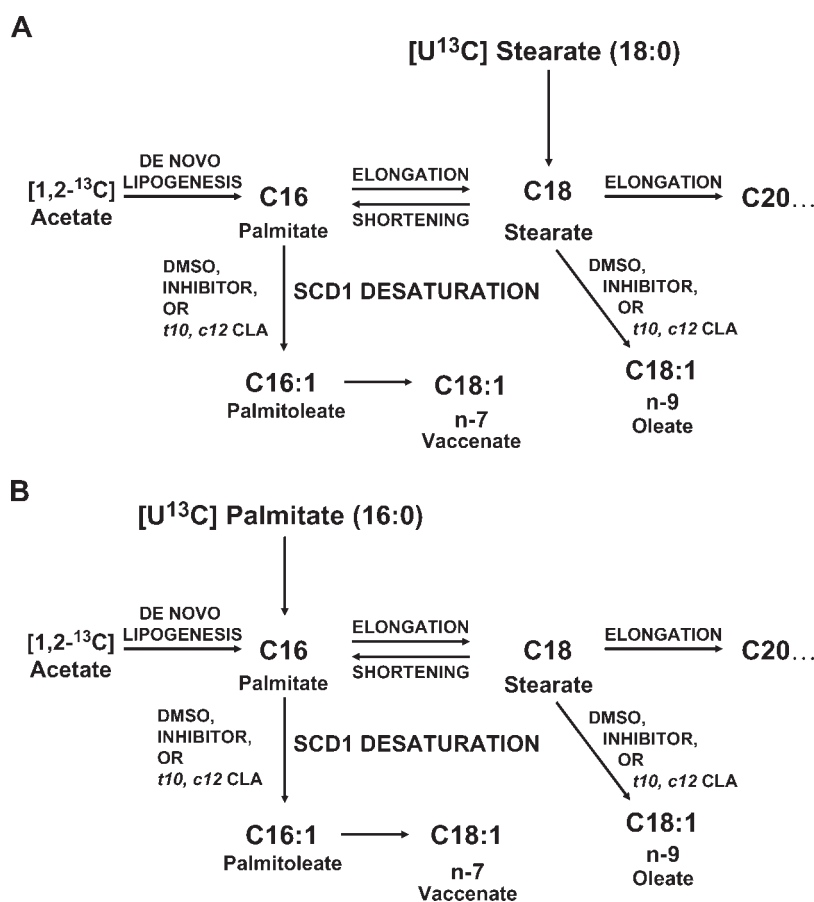 A
[U¹³C] Stearate (18:0)
DE NOVO
LIPOGENESIS
[1,2-¹³C]
Acetate
C16
Palmitate
ELONGATION
SHORTENING
C18
Stearate
ELONGATION
C20...
DMSO,
INHIBITOR,
OR
t10, c12 CLA
SCD1 DESATURATION
DMSO,
INHIBITOR,
OR
t10, c12 CLA
C16:1
Palmitoleate
C18:1
n-7
Vaccenate
C18:1
n-9
Oleate
B
[U¹³C] Palmitate (16:0)
DE NOVO
LIPOGENESIS
[1,2-¹³C]
Acetate
C16
Palmitate
ELONGATION
SHORTENING
C18
Stearate
ELONGATION
C20...
DMSO,
INHIBITOR,
OR
t10, c12 CLA
SCD1 DESATURATION
DMSO,
INHIBITOR,
OR
t10, c12 CLA
C16:1
Palmitoleate
C18:1
n-7
Vaccenate
C18:1
n-9
Oleate